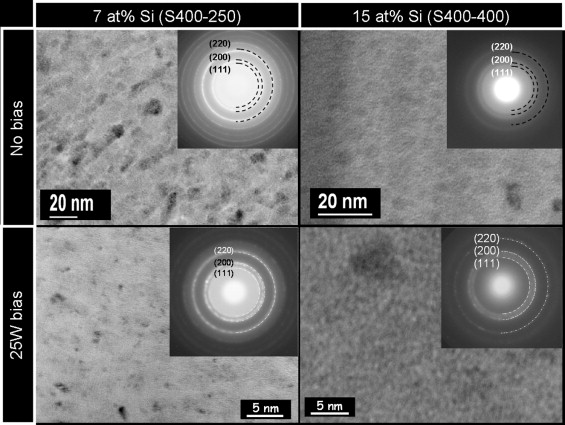 7 at% Si (S400-250)
15 at% Si (S400-400)
No bias
(220)
(200)
(111)
20 nm
(220)
(200)
(111)
20 nm
25W bias
(220)
(200)
(111)
5 nm
(220)
(200)
(111)
5 nm